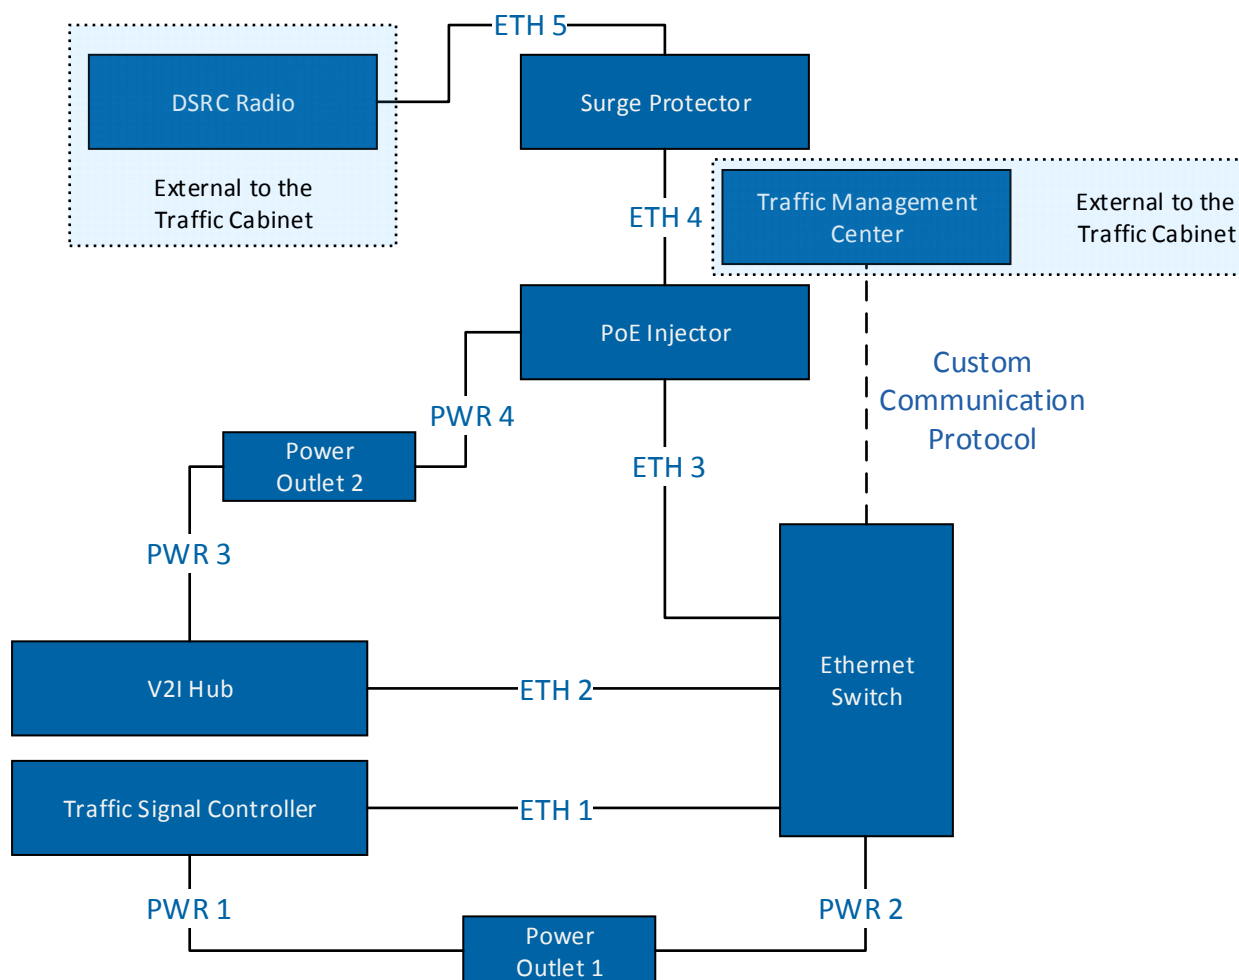 ETH 5
DSRC Radio
Surge Protector
External to the
Traffic Cabinet
ETH 4
Traffic Management
Center
External to the
Traffic Cabinet
PoE Injector
Custom
Communication
Protocol
PWR 4
Power
Outlet 2
ETH 3
PWR 3
V2I Hub
ETH 2
Ethernet
Switch
Traffic Signal Controller
ETH 1
PWR 1
PWR 2
Power
Outlet 1